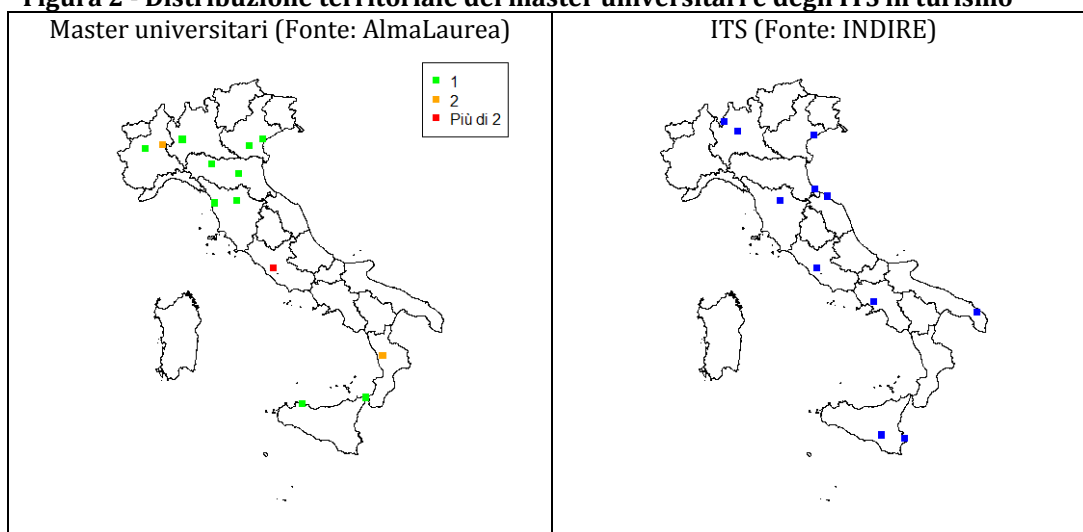 Figura 2 - Distribuzione territoriale dei master universitari e degli ITS in turismo
Master universitari (Fonte: AlmaLaurea)
1
2
Più di 2
ITS (Fonte: INDIRE)